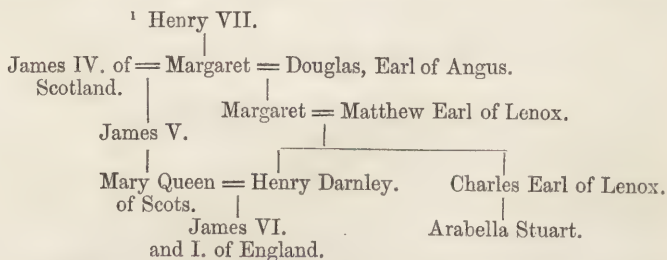 ¹ Henry VII.
James IV. of = Margaret = Douglas, Earl of Angus.
Scotland.
Margaret = Matthew Earl of Lenox.
James V.
Mary Queen = Henry Darnley. Charles Earl of Lenox.
of Scots.
James VI. Arabella Stuart.
and I. of England.